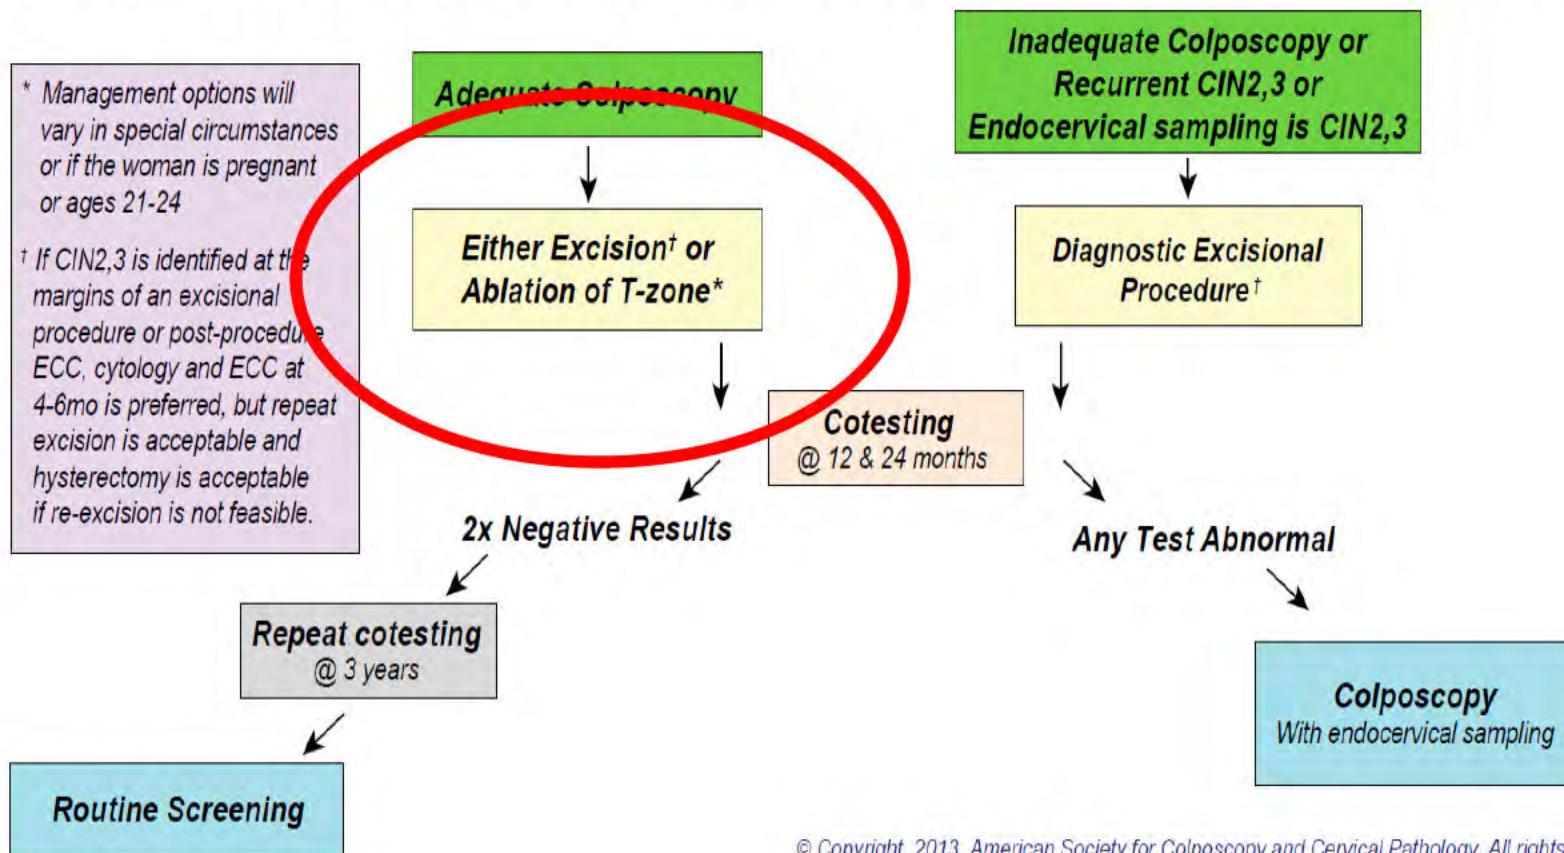 * Management options will
vary in special circumstances
or if the woman is pregnant
or ages 21-24
† If CIN2,3 is identified at the
margins of an excisional
procedure or post-procedure
ECC, cytology and ECC at
4-6mo is preferred, but repeat
excision is acceptable and
hysterectomy is acceptable
if re-excision is not feasible.
Adequate Colposcopy
Either Excision† or
Ablation of T-zone*
Inadequate Colposcopy or
Recurrent CIN2,3 or
Endocervical sampling is CIN2,3
Diagnostic Excisional
Procedure†
Cotesting
@ 12 & 24 months
2x Negative Results
Any Test Abnormal
Repeat cotesting
@ 3 years
Colposcopy
With endocervical sampling
Routine Screening
© Copyright, 2013, American Society for Colposcopy and Cervical Pathology. All rights